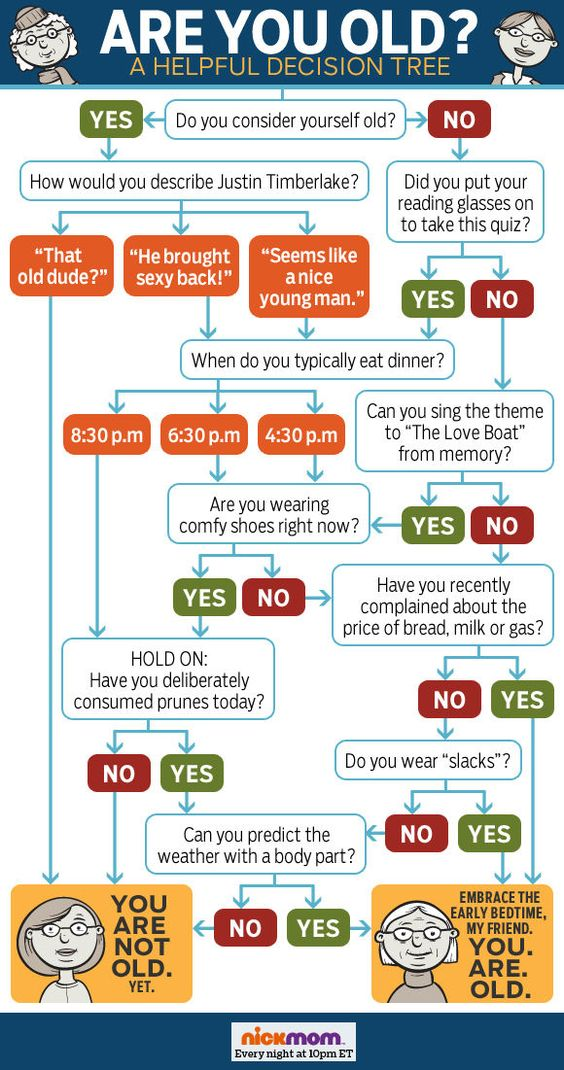 ARE YOU OLD?
A HELPFUL DECISION TREE
Do you consider yourself old?
YES
NO
How would you describe Justin Timberlake?
Did you put your
reading glasses on
to take this quiz?
"That
old dude?"
"He brought
sexy back!"
"Seems like
a nice
young man."
YES
NO
When do you typically eat dinner?
8:30 p.m
6:30 p.m
4:30 p.m
Can you sing the theme
to "The Love Boat"
from memory?
Are you wearing
comfy shoes right now?
YES
NO
YES
NO
Have you recently
complained about the
price of bread, milk or gas?
HOLD ON:
Have you deliberately
consumed prunes today?
NO
YES
NO
YES
Do you wear "slacks"?
NO
YES
Can you predict the
weather with a body part?
NO
YES
YOU
ARE
NOT
OLD.
YET.
EMBRACE THE
EARLY BEDTIME,
MY FRIEND.
YOU.
ARE.
OLD.
nickmom
Every night at 10pm ET